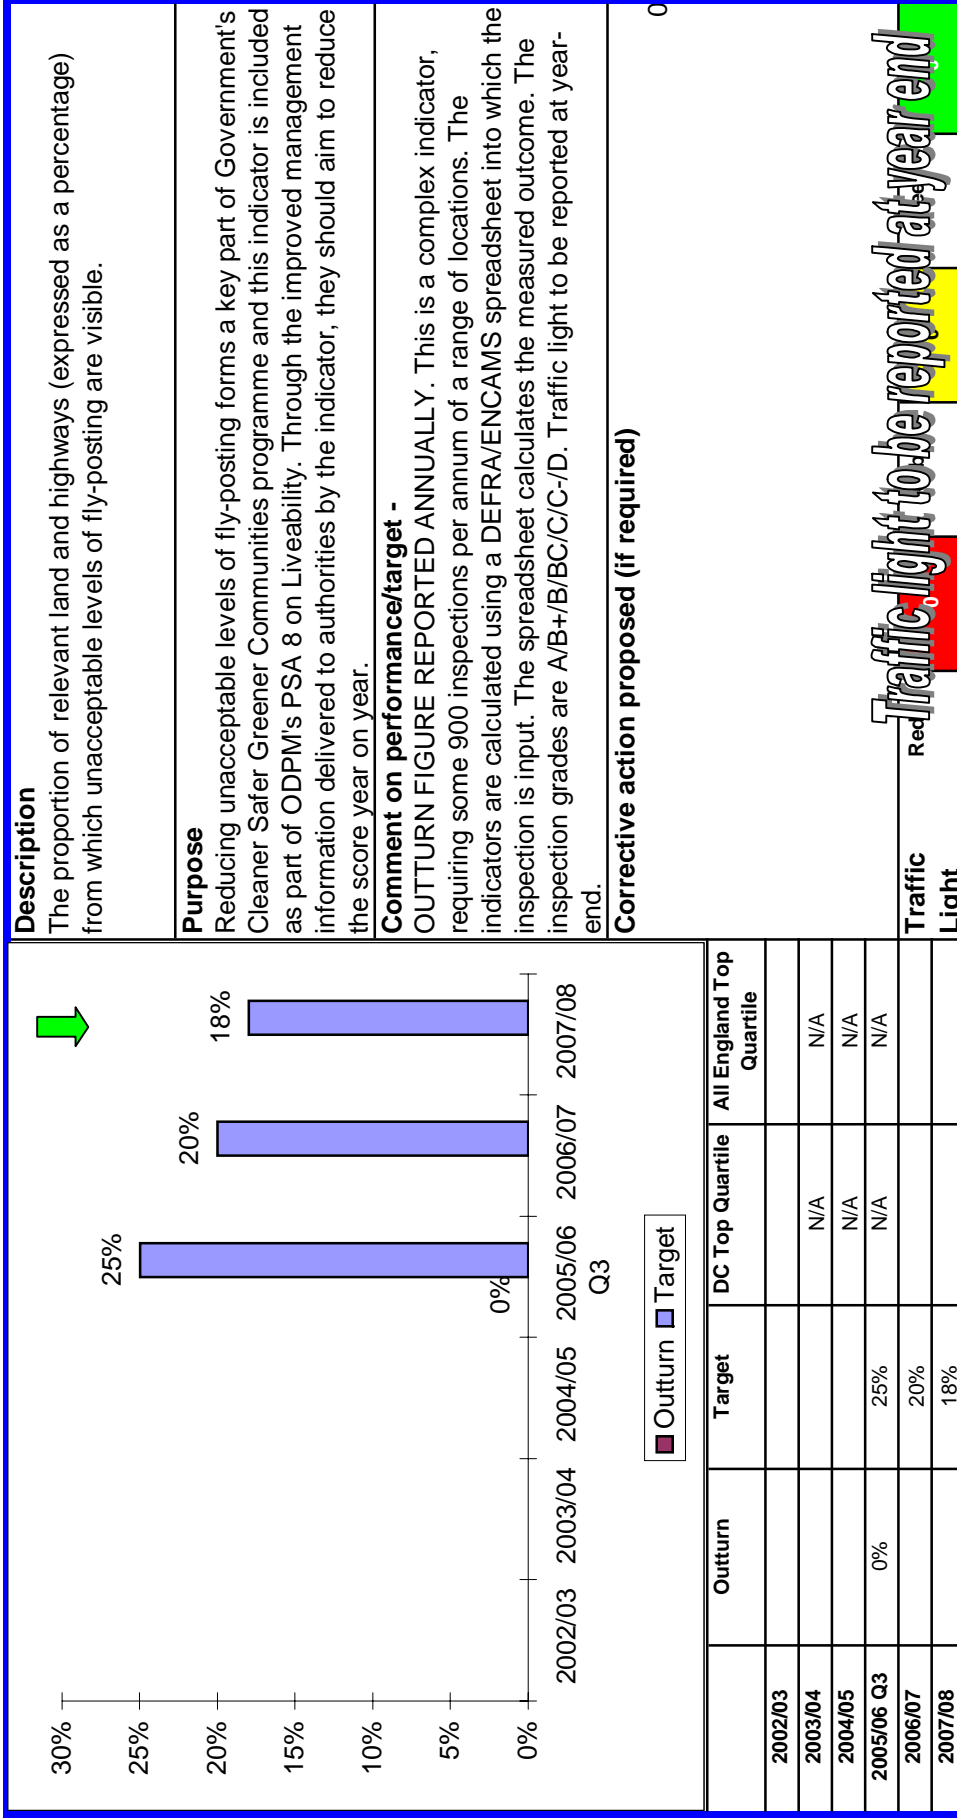 30%
25%
20%
15%
10%
5%
0%
25%
20%
18%
0%
2002/03 2003/04 2004/05 2005/06 2006/07 2007/08
Q3
Outturn Target
Outturn Target DC Top Quartile All England Top Quartile
2002/03
2003/04 N/A N/A
2004/05 N/A N/A
2005/06 Q3 0% 25% N/A N/A
2006/07 20%
2007/08 18%
Description
The proportion of relevant land and highways (expressed as a percentage)
from which unacceptable levels of fly-posting are visible.
Purpose
Reducing unacceptable levels of fly-posting forms a key part of Government's
Cleaner Safer Greener Communities programme and this indicator is included
as part of ODPM's PSA 8 on Liveability. Through the improved management
information delivered to authorities by the indicator, they should aim to reduce
the score year on year.
Comment on performance/target -
OUTTURN FIGURE REPORTED ANNUALLY. This is a complex indicator,
requiring some 900 inspections per annum of a range of locations. The
indicators are calculated using a DEFRA/ENCAMS spreadsheet into which the
inspection is input. The spreadsheet calculates the measured outcome. The
inspection grades are A/B+/B/BC/C/C-/D. Traffic light to be reported at year-
end.
Corrective action proposed (if required)
0
Traffic
Light
Red
0
Traffic light to be reported at year end